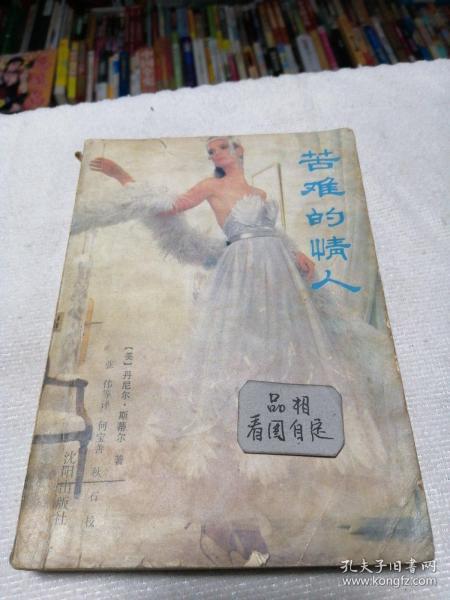 苦难的情人
〔美〕丹尼尔·斯蒂尔 著
张伟等译 何宝善 秋石 校
沈阳出版社
品相
看图自定
孔夫子旧书网
www.kongfz.com